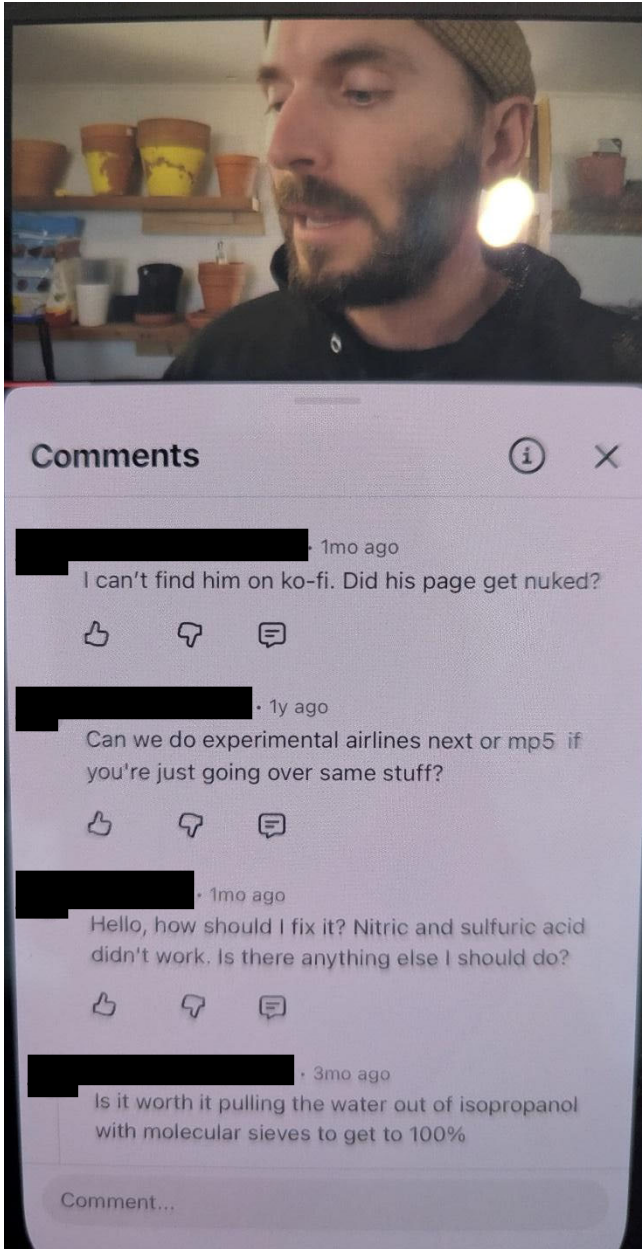 Comments
1mo ago
I can't find him on ko-fi. Did his page get nuked?
1y ago
Can we do experimental airlines next or mp5 if
you're just going over same stuff?
1mo ago
Hello, how should I fix it? Nitric and sulfuric acid
didn't work. Is there anything else I should do?
3mo ago
Is it worth it pulling the water out of isopropanol
with molecular sieves to get to 100%
Comment...